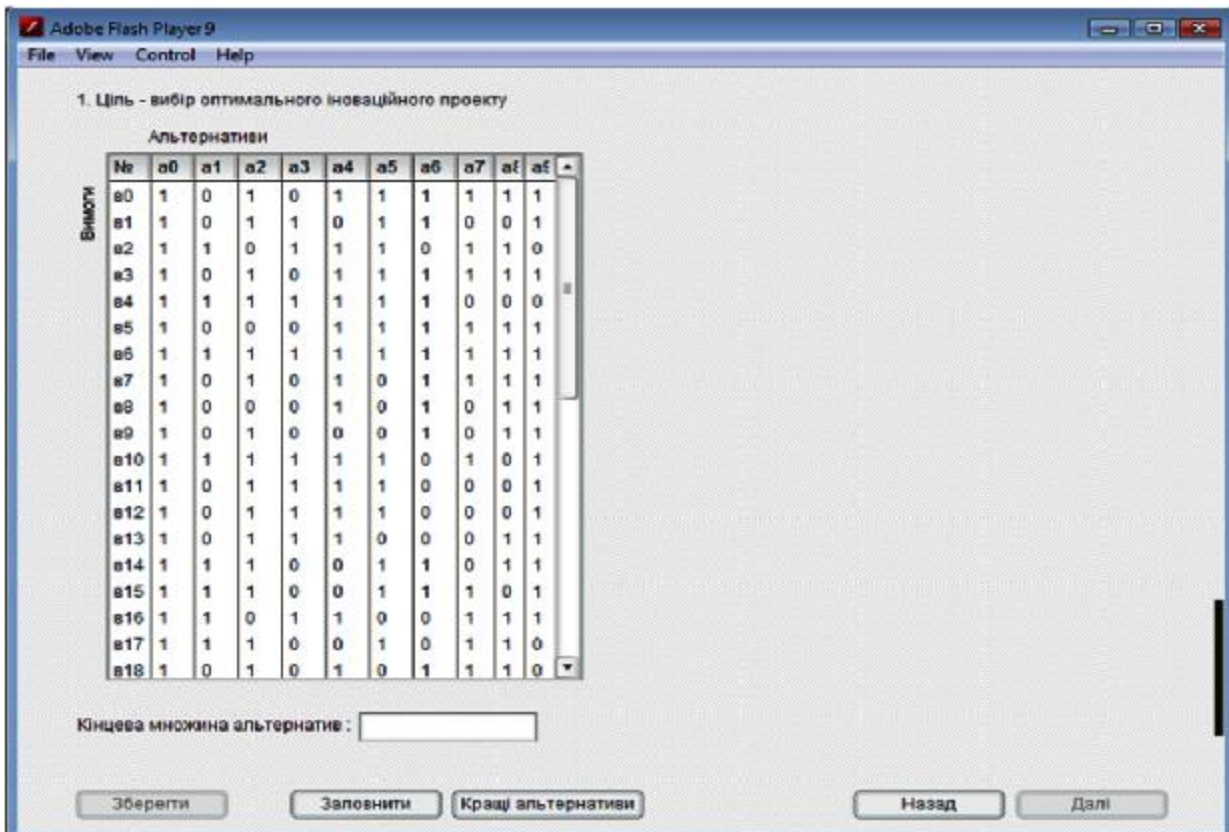 Adobe Flash Player 9
File View Control Help
1. Ціль - вибір оптимального іноваційного проекту
Альтернативи
Вимоги
№ a0 a1 a2 a3 a4 a5 a6 a7 a8 a9
в0 1 0 1 0 1 1 1 1 1 1
в1 1 0 1 1 0 1 1 0 0 1
в2 1 1 0 1 1 1 0 1 1 0
в3 1 0 1 0 1 1 1 1 1 1
в4 1 1 1 1 1 1 1 0 0 0
в5 1 0 0 0 1 1 1 1 1 1
в6 1 1 1 1 1 1 1 1 1 1
в7 1 0 1 0 1 0 1 1 1 1
в8 1 0 0 0 1 0 1 0 1 1
в9 1 0 1 0 0 0 1 0 1 1
в10 1 1 1 1 1 1 0 1 0 1
в11 1 0 1 1 1 1 0 0 0 1
в12 1 0 1 1 1 1 0 0 0 1
в13 1 0 1 1 1 0 0 0 1 1
в14 1 1 1 0 0 1 1 0 1 1
в15 1 1 1 0 0 1 1 1 0 1
в16 1 1 0 1 1 0 0 1 1 1
в17 1 1 1 0 0 1 0 1 1 0
в18 1 0 1 0 1 0 1 1 1 0
Кінцева множина альтернатив :
Зберегти Заповнити Кращі альтернативи Назад Далі